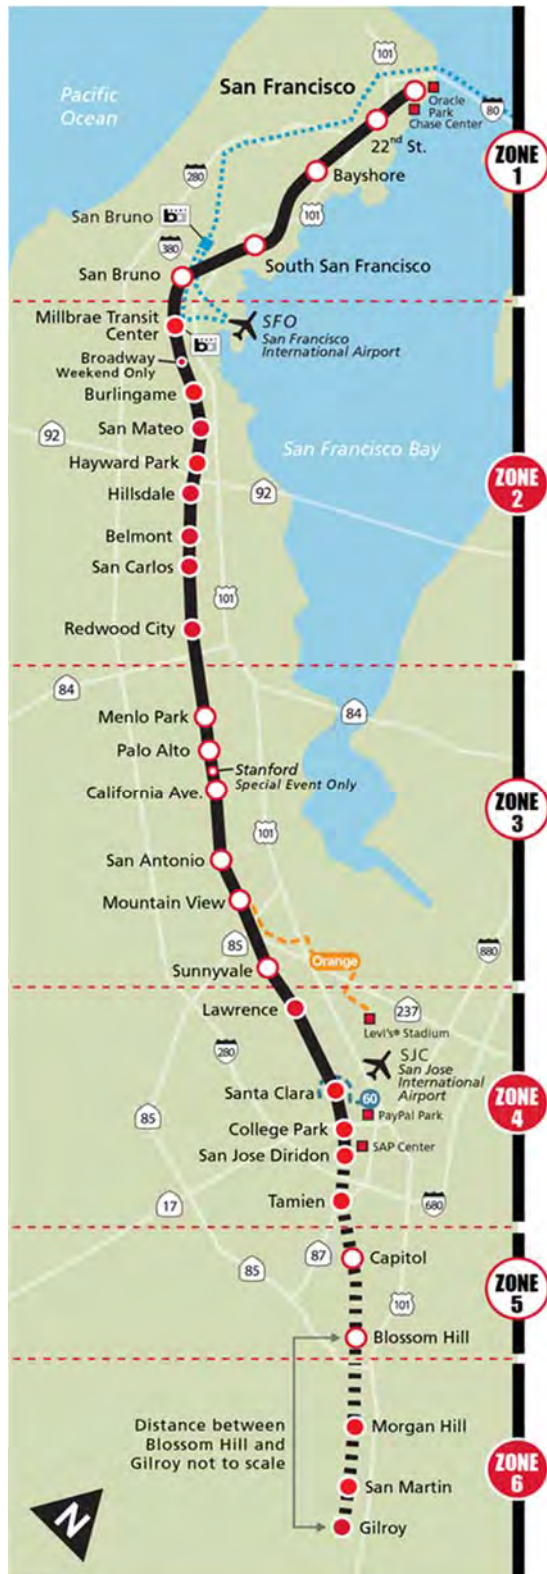 101
San Francisco
Pacific
Ocean
Oracle
Park
Chase Center
80
22nd St.
ZONE
1
280
Bayshore
101
San Bruno
ba
380
South San Francisco
San Bruno
Millbrae Transit
Center
ba
SFO
San Francisco
International Airport
Broadway
Weekend Only
Burlingame
92
San Mateo
San Francisco Bay
Hayward Park
ZONE
2
Hillsdale
92
Belmont
San Carlos
101
Redwood City
84
Menlo Park
84
Palo Alto
Stanford
Special Event Only
California Ave.
ZONE
3
101
San Antonio
Mountain View
85
880
Orange
Sunnyvale
Lawrence
237
Levi's® Stadium
280
SJC
San Jose
International
Airport
Santa Clara
60
PayPal Park
ZONE
4
85
College Park
SAP Center
San Jose Diridon
Tamien
17
680
87
Capitol
85
ZONE
5
101
Blossom Hill
Distance between
Blossom Hill and
Gilroy not to scale
Morgan Hill
ZONE
6
San Martin
N
Gilroy